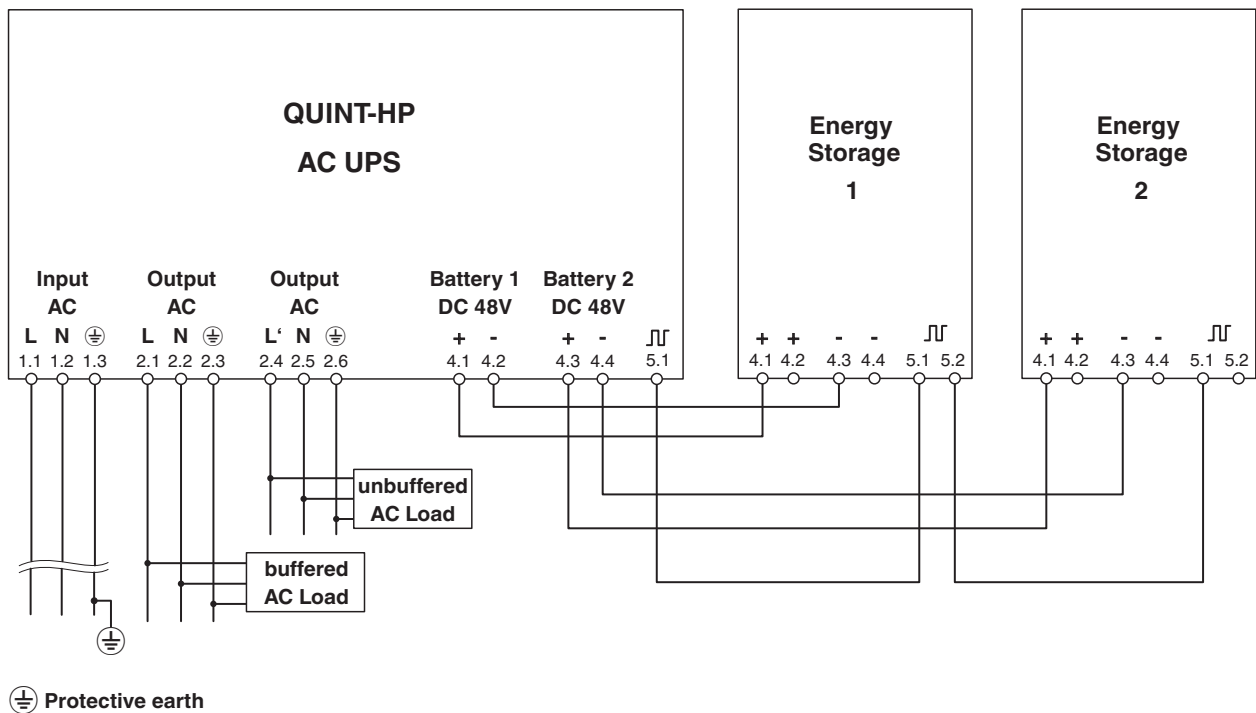 QUINT-HP
AC UPS
Energy
Storage
1
Energy
Storage
2
Input
AC
Output
AC
Output
AC
Battery 1
DC 48V
Battery 2
DC 48V
L N L N L‘ N + - + -
1.1 1.2 1.3 2.1 2.2 2.3 2.4 2.5 2.6 4.1 4.2 4.3 4.4 5.1
+ + - -
4.1 4.2 4.3 4.4 5.1 5.2
+ + - -
4.1 4.2 4.3 4.4 5.1 5.2
unbuffered
AC Load
buffered
AC Load
Protective earth